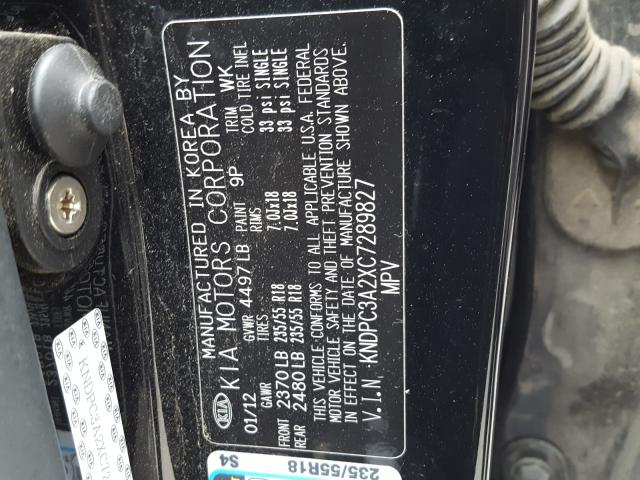 MANUFACTURED IN KOREA BY
KIA KIA MOTORS CORPORATION
01/12 GVWR 4497 LB PAINT 9P TRIM WK
GAWR TIRES RIMS COLD TIRE INFL
FRONT 2370 LB 235/55 R18 7.0Jx18 33 psi SINGLE
REAR 2480 LB 235/55 R18 7.0Jx18 33 psi SINGLE
THIS VEHICLE CONFORMS TO ALL APPLICABLE U.S.A. FEDERAL
MOTOR VEHICLE SAFETY AND THEFT PREVENTION STANDARDS
IN EFFECT ON THE DATE OF MANUFACTURE SHOWN ABOVE.
V.I.N. KNDPC3A2XC7289827
MPV
235/55R18
S4